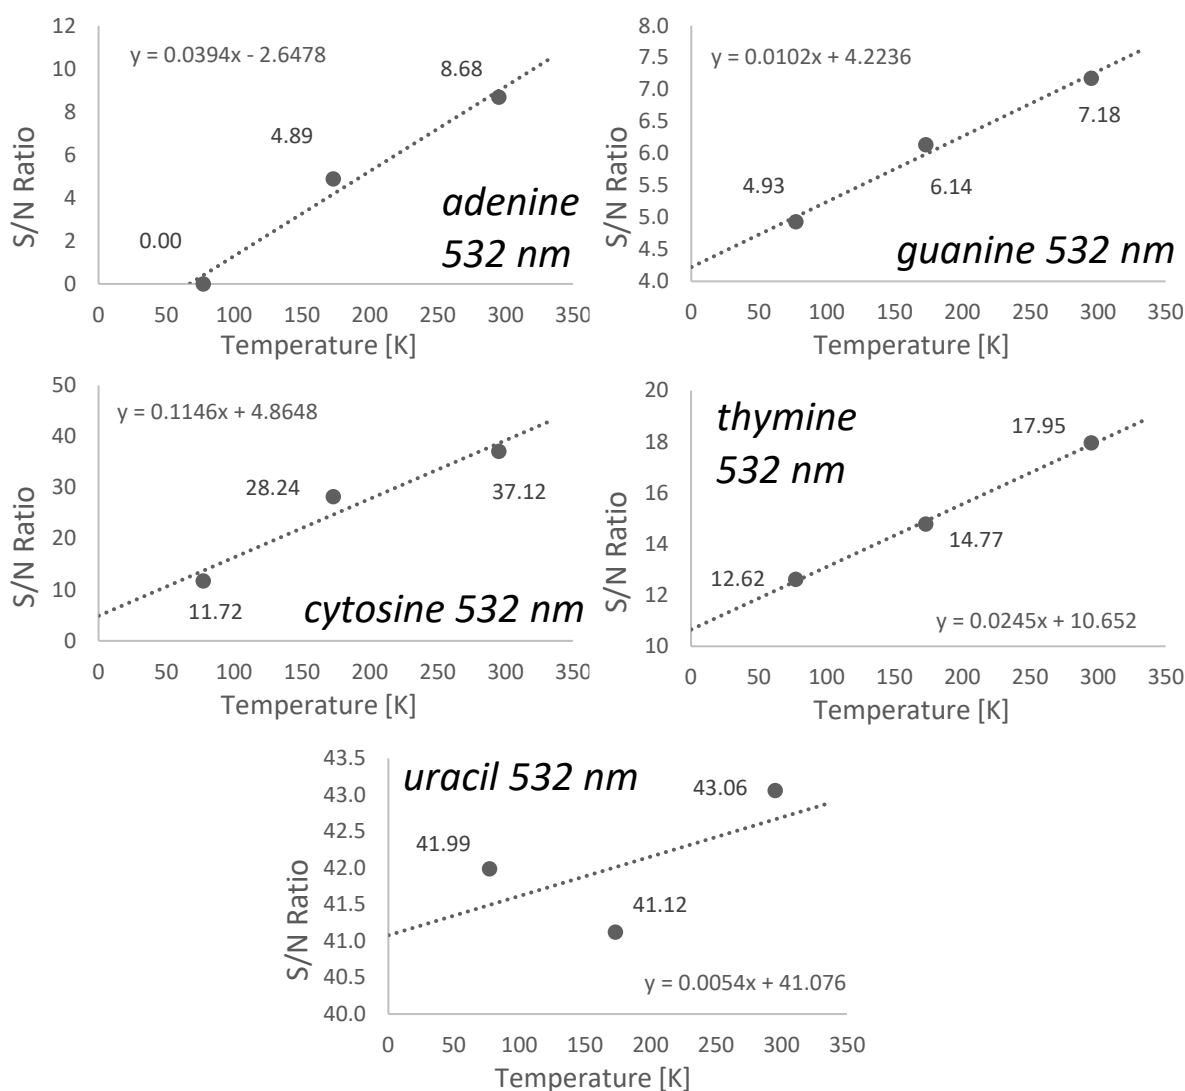 12
10
8
6
4
2
0
S/N Ratio
y = 0.0394x - 2.6478
8.68
4.89
0.00
adenine
532 nm
0 50 100 150 200 250 300 350
Temperature [K]
8.0
7.5
7.0
6.5
6.0
5.5
5.0
4.5
4.0
S/N Ratio
y = 0.0102x + 4.2236
7.18
4.93
6.14
guanine 532 nm
0 50 100 150 200 250 300 350
Temperature [K]
50
40
30
20
10
0
S/N Ratio
y = 0.1146x + 4.8648
28.24
37.12
11.72
cytosine 532 nm
0 50 100 150 200 250 300 350
Temperature [K]
20
18
16
14
12
10
S/N Ratio
thymine
532 nm
17.95
14.77
12.62
y = 0.0245x + 10.652
0 50 100 150 200 250 300 350
Temperature [K]
43.5
43.0
42.5
42.0
41.5
41.0
40.5
40.0
S/N Ratio
uracil 532 nm
43.06
41.99
41.12
y = 0.0054x + 41.076
0 50 100 150 200 250 300 350
Temperature [K]